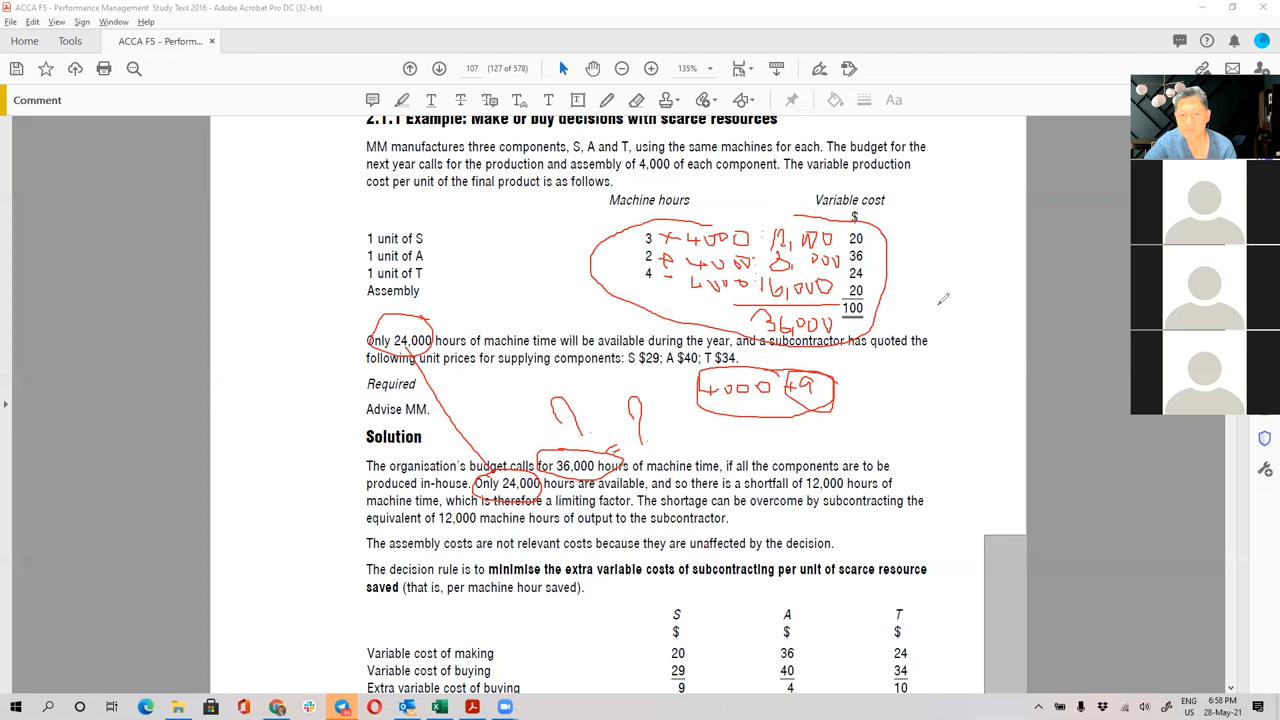 ACCA F5 - Performance Management Study Text 2016 - Adobe Acrobat Pro DC (32-bit)
File Edit View Sign Window Help
Home Tools ACCA F5 - Perform... ×
107 (127 of 578) 135%
Comment
2.1.1 Example: Make or buy decisions with scarce resources
MM manufactures three components, S, A and T, using the same machines for each. The budget for the
next year calls for the production and assembly of 4,000 of each component. The variable production
cost per unit of the final product is as follows.
Machine hours Variable cost
$
1 unit of S 3 × 4000 : 12,000 20
1 unit of A 2 × 4000 : 8,000 36
1 unit of T 4 - 4000 : 16,000 24
Assembly 20
100
36,000
Only 24,000 hours of machine time will be available during the year, and a subcontractor has quoted the
following unit prices for supplying components: S $29; A $40; T $34.
Required
4000 +9
Advise MM.
? ?
Solution
The organisation's budget calls for 36,000 hours of machine time, if all the components are to be
produced in-house. Only 24,000 hours are available, and so there is a shortfall of 12,000 hours of
machine time, which is therefore a limiting factor. The shortage can be overcome by subcontracting the
equivalent of 12,000 machine hours of output to the subcontractor.
The assembly costs are not relevant costs because they are unaffected by the decision.
The decision rule is to minimise the extra variable costs of subcontracting per unit of scarce resource
saved (that is, per machine hour saved).
S A T
$ $ $
Variable cost of making 20 36 24
Variable cost of buying 29 40 34
Extra variable cost of buying 9 4 10
ENG 6:58 PM
US 28-May-21